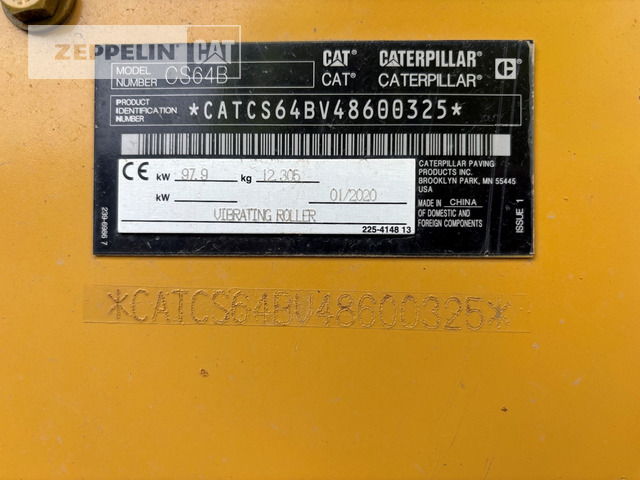 ZEPPELIN CAT
MODEL NUMBER CS64B
CAT CATERPILLAR
CAT® CATERPILLAR® C
PRODUCT IDENTIFICATION NUMBER *CATCS64BV48600325*
CE kW 97.9 kg 12.305
kW 01/2020
VIBRATING ROLLER
225-4148 13
CATERPILLAR PAVING
PRODUCTS INC.
BROOKLYN PARK, MN 55445
USA
MADE IN CHINA
OF DOMESTIC AND
FOREIGN COMPONENTS
ISSUE 1
239-6986 7
*CATCS64BV48600325*